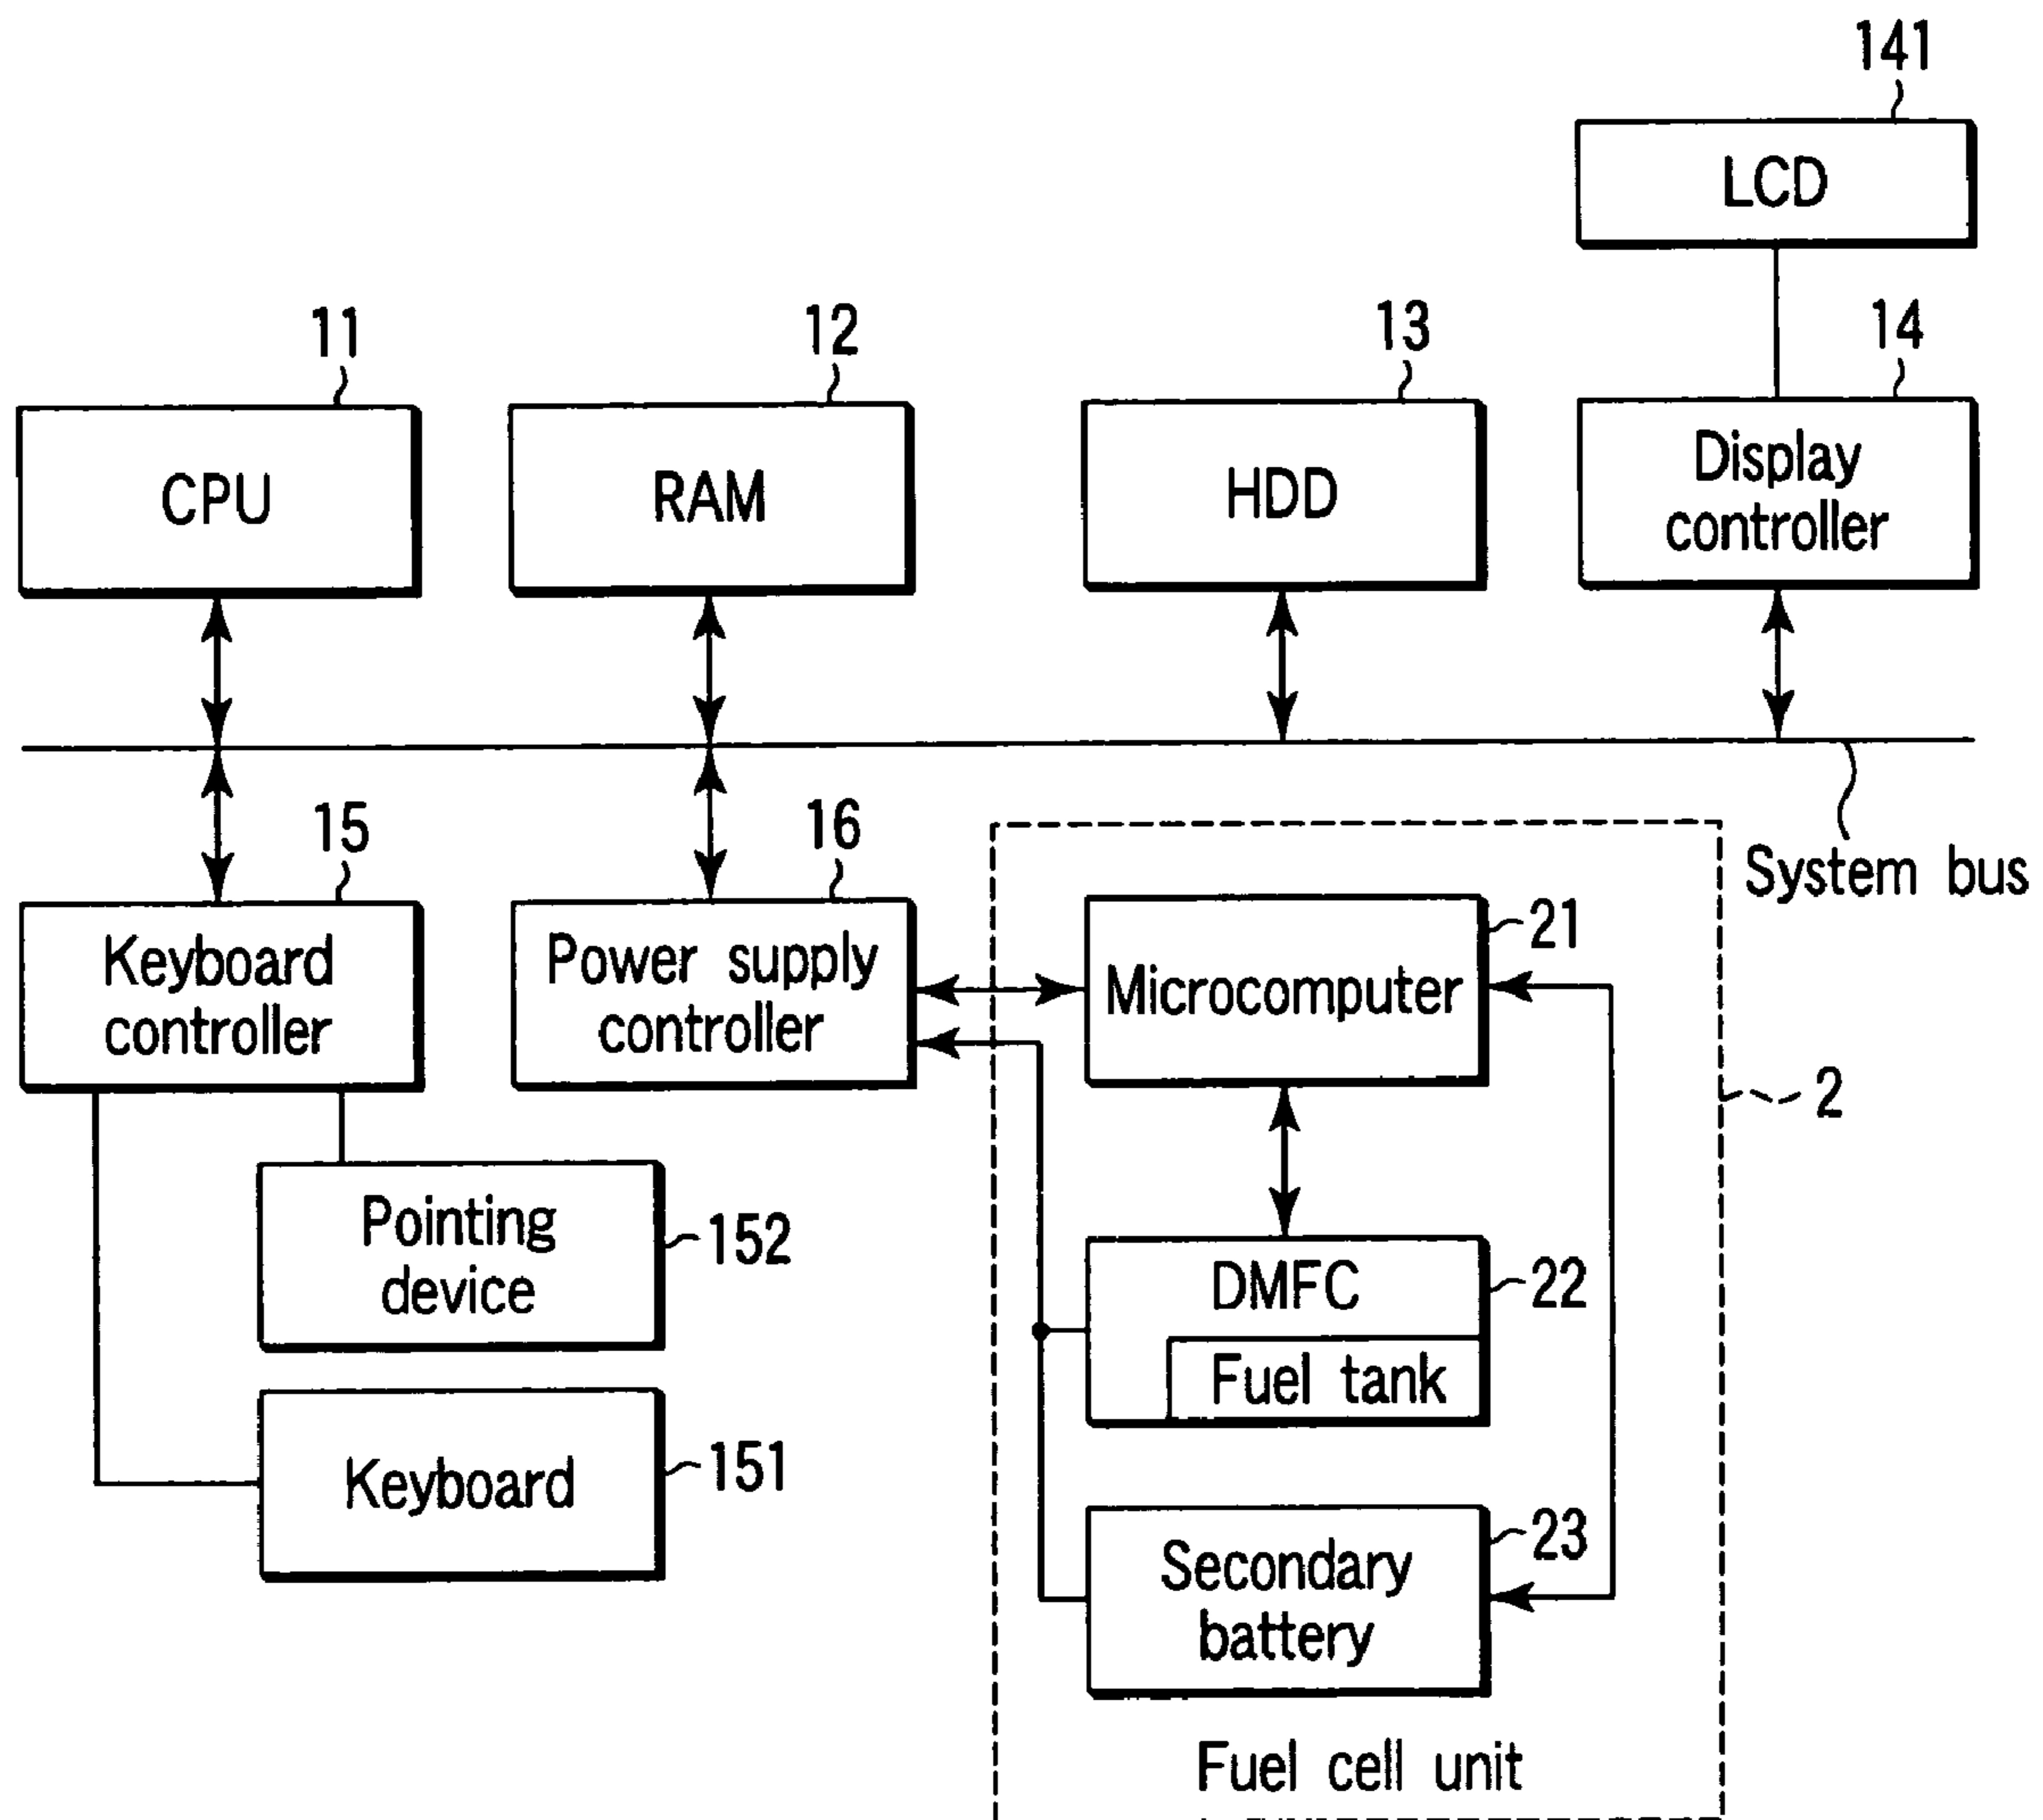 141
LCD
11
12
13
14
CPU
RAM
HDD
Display
controller
System bus
15
16
Keyboard
controller
Power supply
controller
Microcomputer
21
2
Pointing
device
152
DMFC
22
Fuel tank
Keyboard
151
Secondary
battery
23
Fuel cell unit